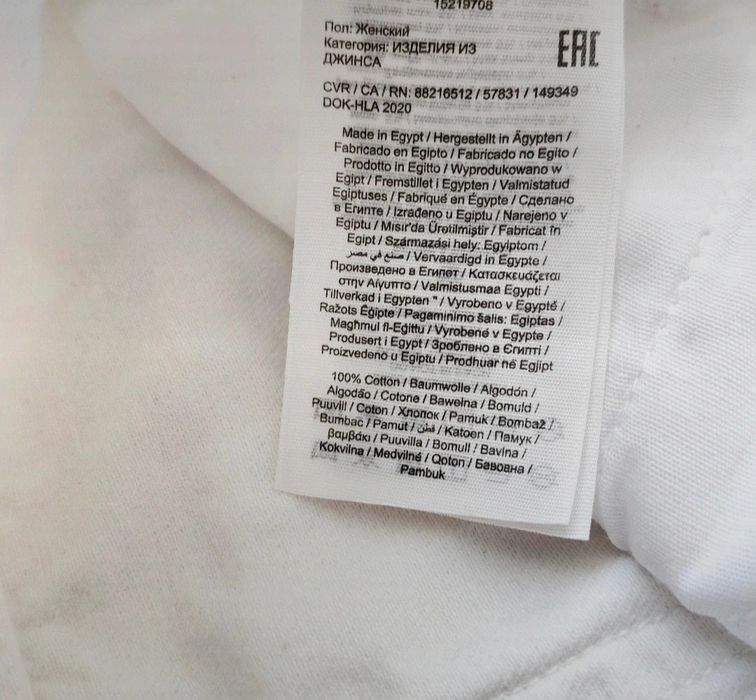 15219708
Пол: Женский
Категория: ИЗДЕЛИЯ ИЗ
ДЖИНСА
EAC
CVR / CA / RN: 88216512 / 57831 / 149349
DOK-HLA 2020
Made in Egypt / Hergestellt in Ägypten /
Fabricado en Egipto / Fabricado no Egito /
Prodotto in Egitto / Wyprodukowano w
Egipt / Fremstillet i Egypten / Valmistatud
Egiptuses / Fabriqué en Égypte / Сделано
в Египте / Izrađeno u Egiptu / Narejeno v
Egiptu / Mısır'da Üretilmiştir / Fabricat în
Egipt / Származási hely: Egyiptom /
صنع في مصر / Vervaardigd in Egypte /
Произведено в Египет / Κατασκευάζεται
στην Αίγυπτο / Valmistusmaa Egypti /
Tillverkad i Egypten " / Vyrobeno v Egyptě /
Ražots Ēģipte / Pagaminimo šalis: Egiptas /
Magħmul fl-Eġittu / Vyrobené v Egypte /
Produsert i Egypt / Зроблено в Єгипті /
Proizvedeno u Egiptu / Prodhuar në Egjipt
100% Cotton / Baumwolle / Algodón /
Algodão / Cotone / Bawełna / Bomuld /
Puuvill / Coton / Хлопок / Pamuk / Bombaž /
Bumbac / Pamut / قطن / Katoen / Памук /
Βαμβάκι / Puuvilla / Bomull / Bavlna /
Kokvilna / Medvilnė / Qoton / Бавовна /
Pambuk